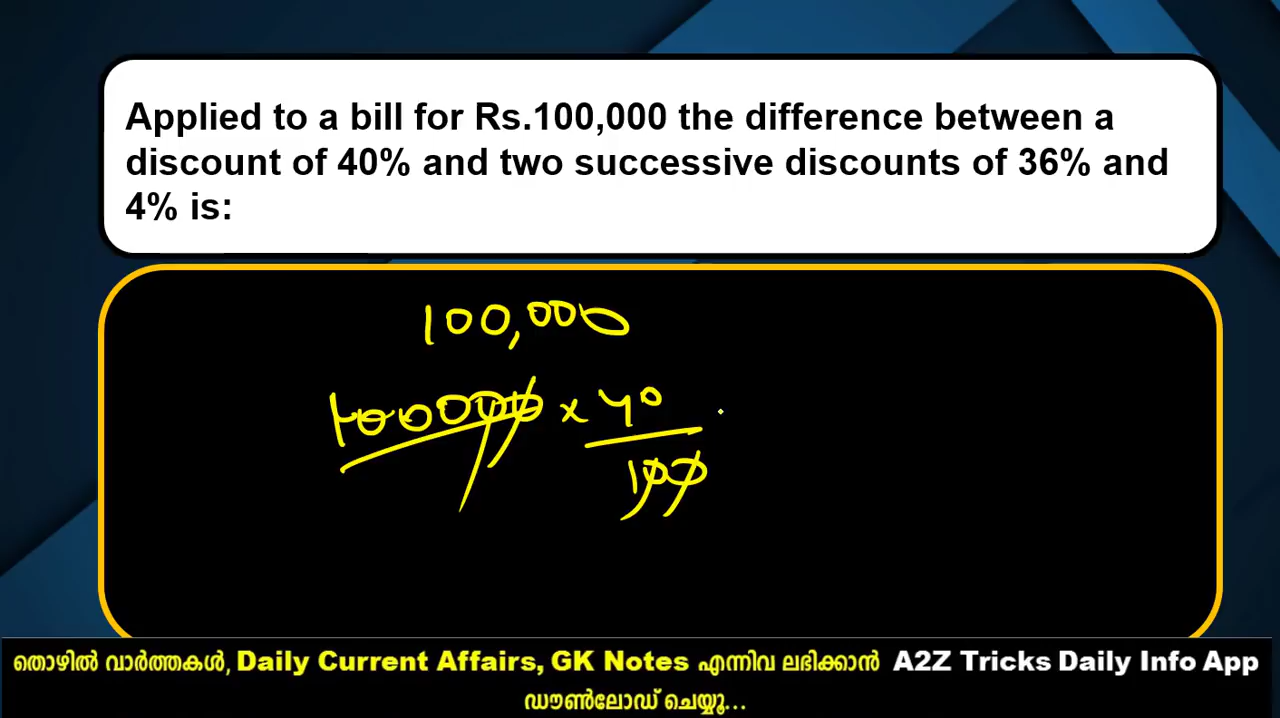 Applied to a bill for Rs.100,000 the difference between a
discount of 40% and two successive discounts of 36% and
4% is:
100,000
100000 x 40
100
തൊഴിൽ വാർത്തകൾ, Daily Current Affairs, GK Notes എന്നിവ ലഭിക്കാൻ A2Z Tricks Daily Info App
ഡൗൺലോഡ് ചെയ്യൂ...